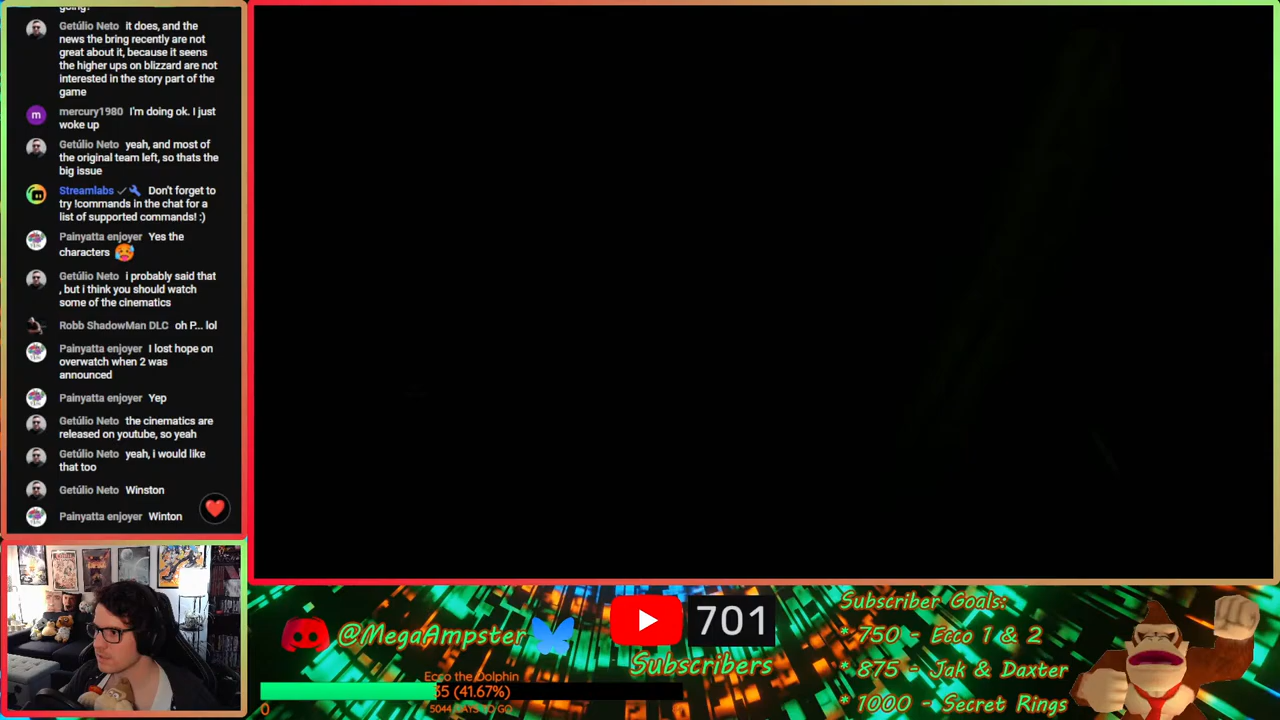 going?
Getúlio Neto it does, and the
news the bring recently are not
great about it, because it seens
the higher ups on blizzard are not
interested in the story part of the
game
m
mercury1980 I'm doing ok. I just
woke up
Getúlio Neto yeah, and most of
the original team left, so thats the
big issue
Streamlabs Don't forget to
try !commands in the chat for a
list of supported commands! :)
Painyatta enjoyer Yes the
characters
Getúlio Neto i probably said that
, but i think you should watch
some of the cinematics
Robb ShadowMan DLC oh P... lol
Painyatta enjoyer I lost hope on
overwatch when 2 was
announced
Painyatta enjoyer Yep
Getúlio Neto the cinematics are
released on youtube, so yeah
Getúlio Neto yeah, i would like
that too
Getúlio Neto Winston
Painyatta enjoyer Winton
@MegaAmpster
701
Subscribers
Ecco the Dolphin
35 (41.67%)
0
5044 DAYS TO GO
Subscriber Goals:
* 750 - Ecco 1 & 2
* 875 - Jak & Daxter
* 1000 - Secret Rings